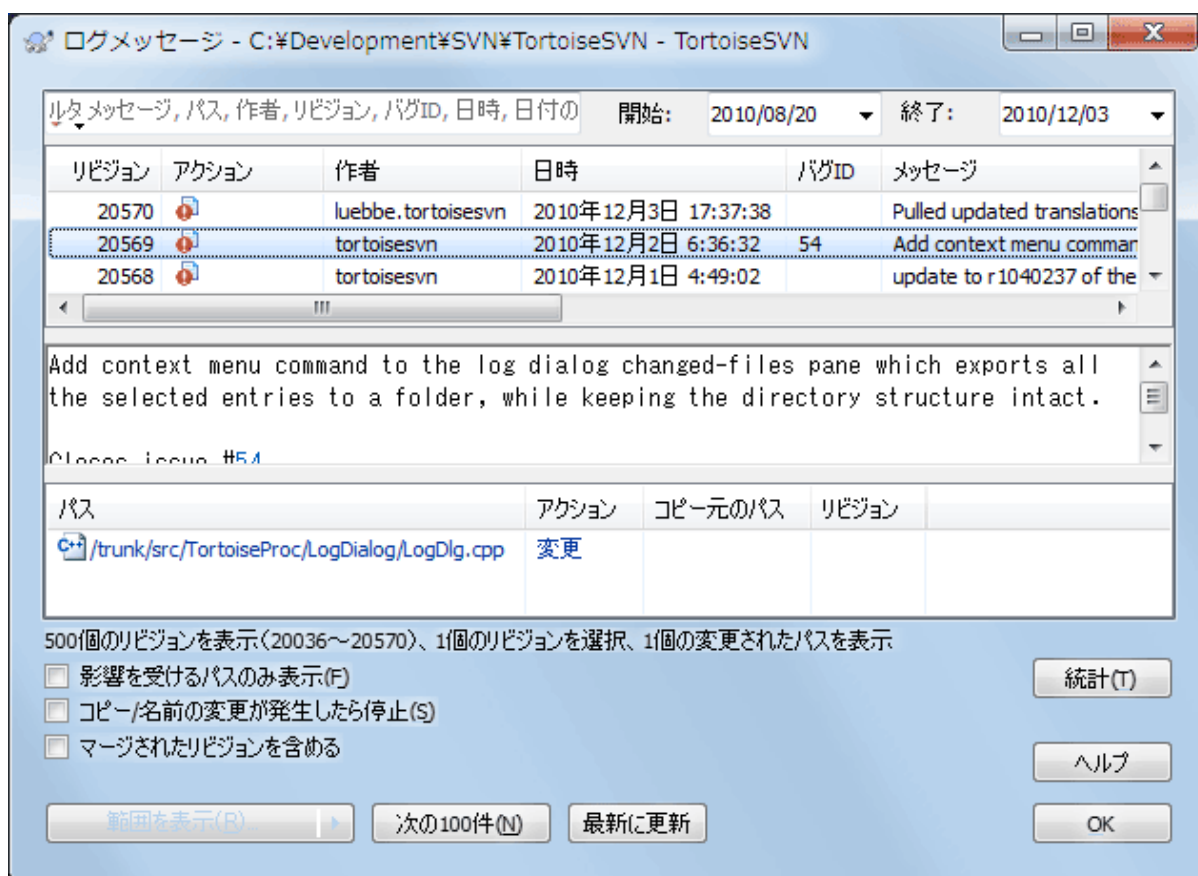 ログメッセージ - C:¥Development¥SVN¥TortoiseSVN - TortoiseSVN
ルタ メッセージ, パス, 作者, リビジョン, バグID, 日時, 日付の 開始: 2010/08/20 終了: 2010/12/03
リビジョン アクション 作者 日時 バグID メッセージ
20570 luebbe.tortoisesvn 2010年12月3日 17:37:38 Pulled updated translations
20569 tortoisesvn 2010年12月2日 6:36:32 54 Add context menu comman
20568 tortoisesvn 2010年12月1日 4:49:02 update to r1040237 of the
Add context menu command to the log dialog changed-files pane which exports all
the selected entries to a folder, while keeping the directory structure intact.
Closes issue #54
パス アクション コピー元のパス リビジョン
C++ /trunk/src/TortoiseProc/LogDialog/LogDlg.cpp 変更
500個のリビジョンを表示(20036～20570)、1個のリビジョンを選択、1個の変更されたパスを表示
影響を受けるパスのみ表示(F)
統計(T)
コピー/名前の変更が発生したら停止(S)
マージされたリビジョンを含める
ヘルプ
範囲を表示(R)... 次の100件(N) 最新に更新 OK